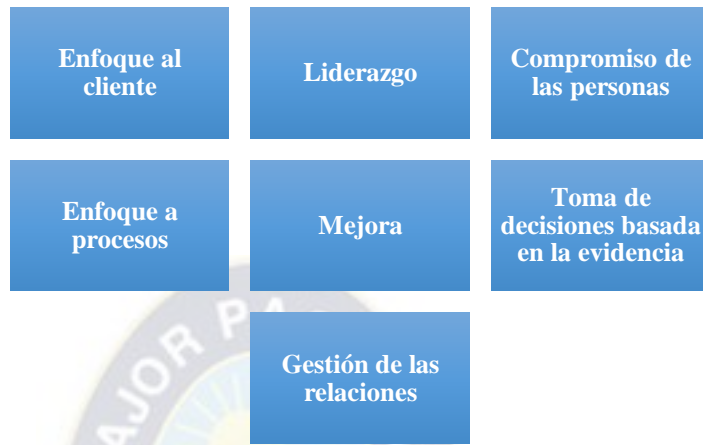 Enfoque al
cliente
Liderazgo
Compromiso de
las personas
Enfoque a
procesos
Mejora
Toma de
decisiones basada
en la evidencia
Gestión de las
relaciones